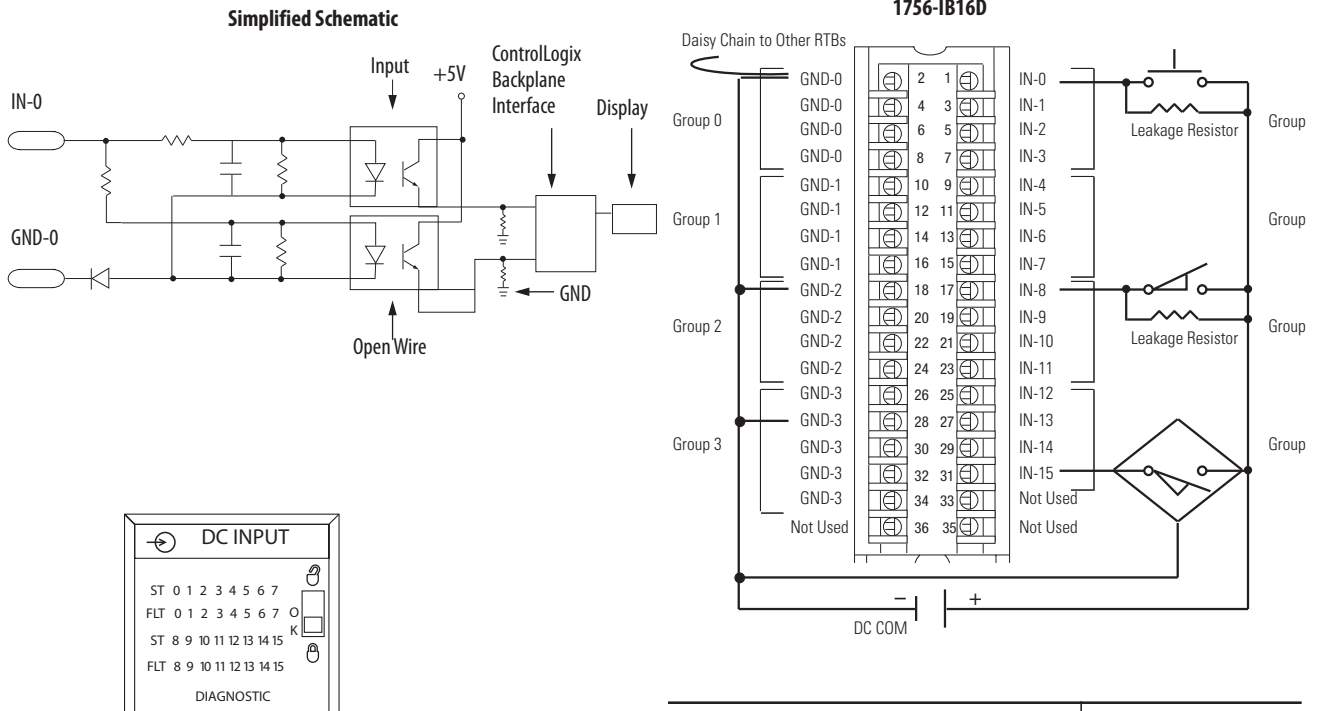 Simplified Schematic
IN-0
GND-0
Input
+5V
ControlLogix
Backplane
Interface
Display
GND
Open Wire
DC INPUT
ST 0 1 2 3 4 5 6 7
FLT 0 1 2 3 4 5 6 7
O
K
ST 8 9 10 11 12 13 14 15
FLT 8 9 10 11 12 13 14 15
DIAGNOSTIC
1756-IB16D
Daisy Chain to Other RTBs
Group 0
Group 1
Group 2
Group 3
GND-0 2 1 IN-0
GND-0 4 3 IN-1
GND-0 6 5 IN-2
GND-0 8 7 IN-3
GND-1 10 9 IN-4
GND-1 12 11 IN-5
GND-1 14 13 IN-6
GND-1 16 15 IN-7
GND-2 18 17 IN-8
GND-2 20 19 IN-9
GND-2 22 21 IN-10
GND-2 24 23 IN-11
GND-3 26 25 IN-12
GND-3 28 27 IN-13
GND-3 30 29 IN-14
GND-3 32 31 IN-15
GND-3 34 33 Not Used
Not Used 36 35 Not Used
Leakage Resistor
Leakage Resistor
Group
Group
Group
Group
– +
DC COM